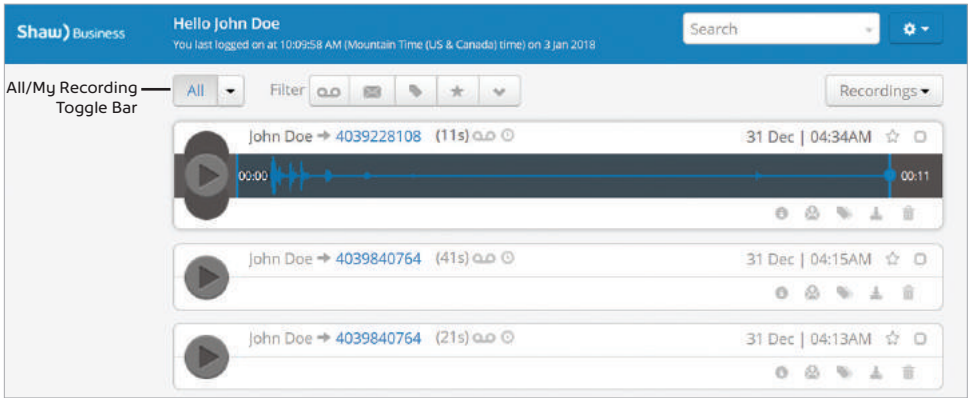 Shaw) Business
Hello John Doe
You last logged on at 10:09:58 AM (Mountain Time (US & Canada) time) on 3 Jan 2018
Search
All/My Recording
Toggle Bar
All
Filter
Recordings
John Doe → 4039228108 (11s)
31 Dec | 04:34AM
00:00
00:11
John Doe → 4039840764 (41s)
31 Dec | 04:15AM
John Doe → 4039840764 (21s)
31 Dec | 04:13AM